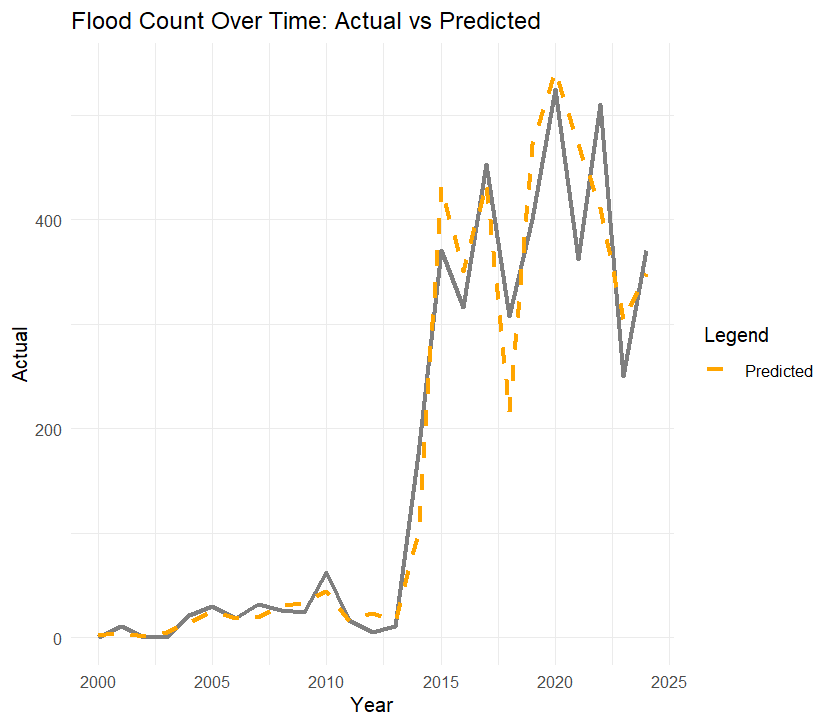 Flood Count Over Time: Actual vs Predicted
Actual
400
200
0
2000 2005 2010 2015 2020 2025
Year
Legend
Predicted